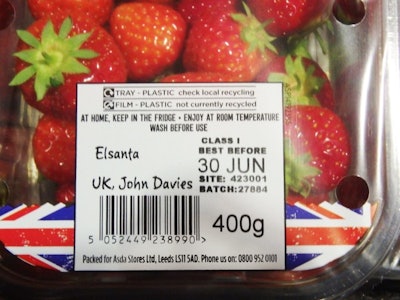 TRAY - PLASTIC check local recycling
FILM - PLASTIC not currently recycled
AT HOME, KEEP IN THE FRIDGE • ENJOY AT ROOM TEMPERATURE
WASH BEFORE USE
CLASS I
BEST BEFORE
30 JUN
SITE: 423001
BATCH: 27884
Elsanta
UK, John Davies
400g
5 052449 238990 >
Packed for Asda Stores Ltd, Leeds LS11 5AD. Phone us on: 0800 952 0101